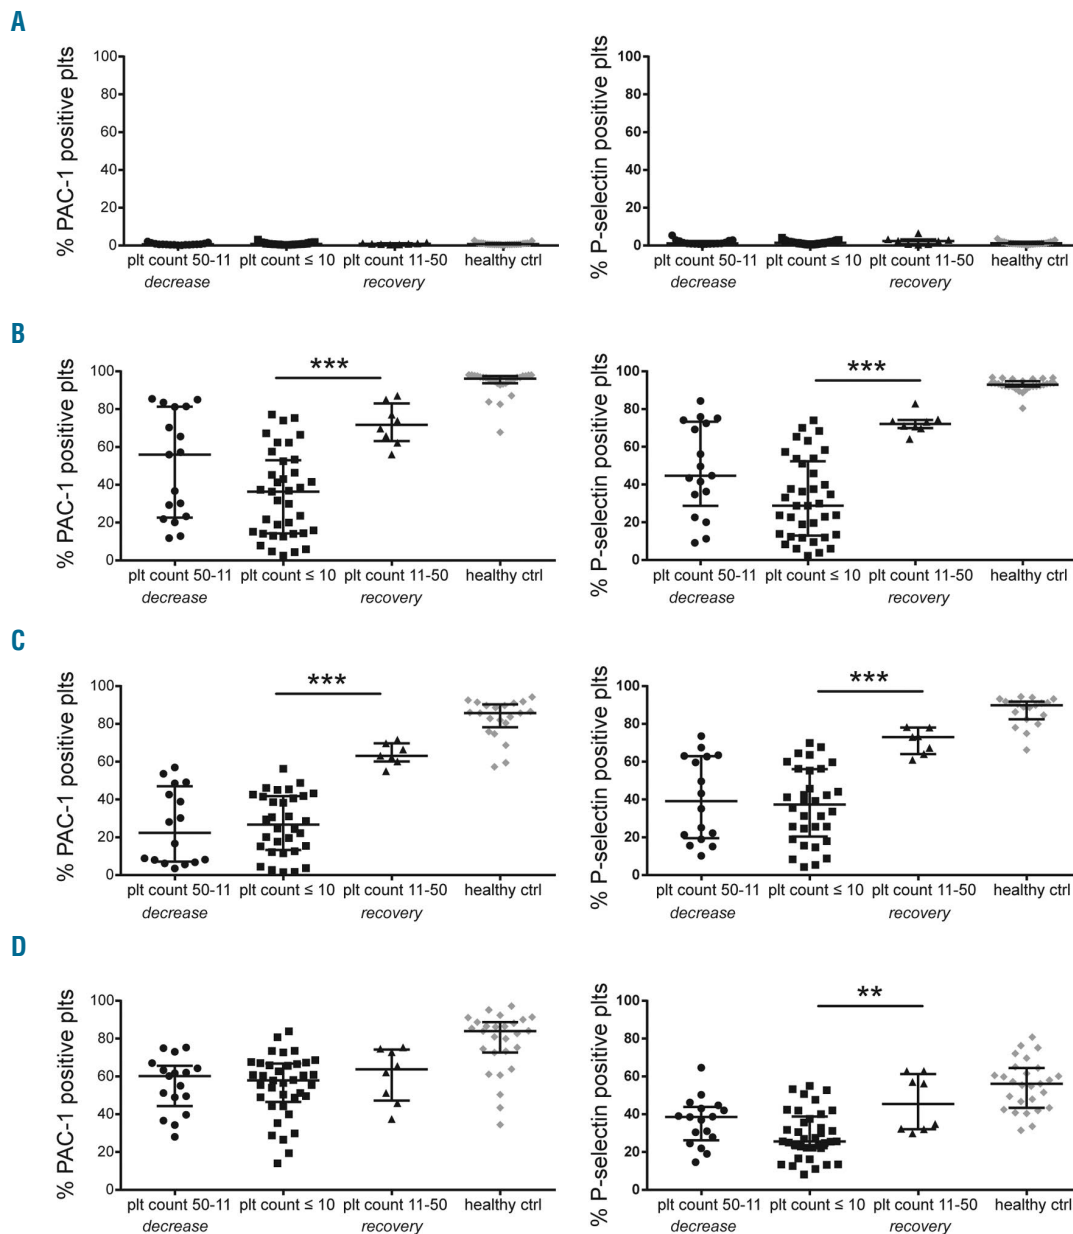 A
% PAC-1 positive plts
100
80
60
40
20
0
plt count 50-11
decrease
plt count ≤ 10
plt count 11-50
recovery
healthy ctrl
% P-selectin positive plts
100
80
60
40
20
0
plt count 50-11
decrease
plt count ≤ 10
plt count 11-50
recovery
healthy ctrl
B
% PAC-1 positive plts
100
80
60
40
20
0
***
plt count 50-11
decrease
plt count ≤ 10
plt count 11-50
recovery
healthy ctrl
% P-selectin positive plts
100
80
60
40
20
0
***
plt count 50-11
decrease
plt count ≤ 10
plt count 11-50
recovery
healthy ctrl
C
% PAC-1 positive plts
100
80
60
40
20
0
***
plt count 50-11
decrease
plt count ≤ 10
plt count 11-50
recovery
healthy ctrl
% P-selectin positive plts
100
80
60
40
20
0
***
plt count 50-11
decrease
plt count ≤ 10
plt count 11-50
recovery
healthy ctrl
D
% PAC-1 positive plts
100
80
60
40
20
0
plt count 50-11
decrease
plt count ≤ 10
plt count 11-50
recovery
healthy ctrl
% P-selectin positive plts
100
80
60
40
20
0
**
plt count 50-11
decrease
plt count ≤ 10
plt count 11-50
recovery
healthy ctrl